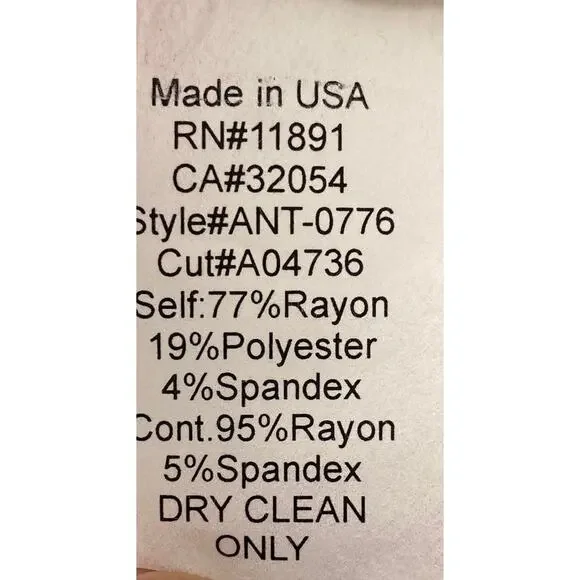 Made in USA
RN#11891
CA#32054
Style#ANT-0776
Cut#A04736
Self:77%Rayon
19%Polyester
4%Spandex
Cont.95%Rayon
5%Spandex
DRY CLEAN
ONLY